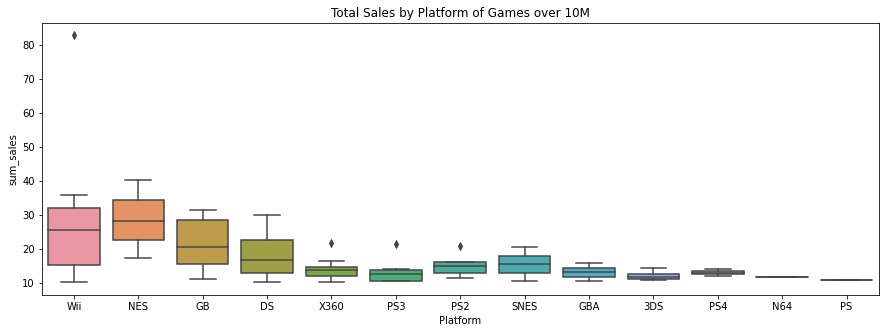 Total Sales by Platform of Games over 10M
sum_sales
80
70
60
50
40
30
20
10
Wii NES GB DS X360 PS3 PS2 SNES GBA 3DS PS4 N64 PS
Platform